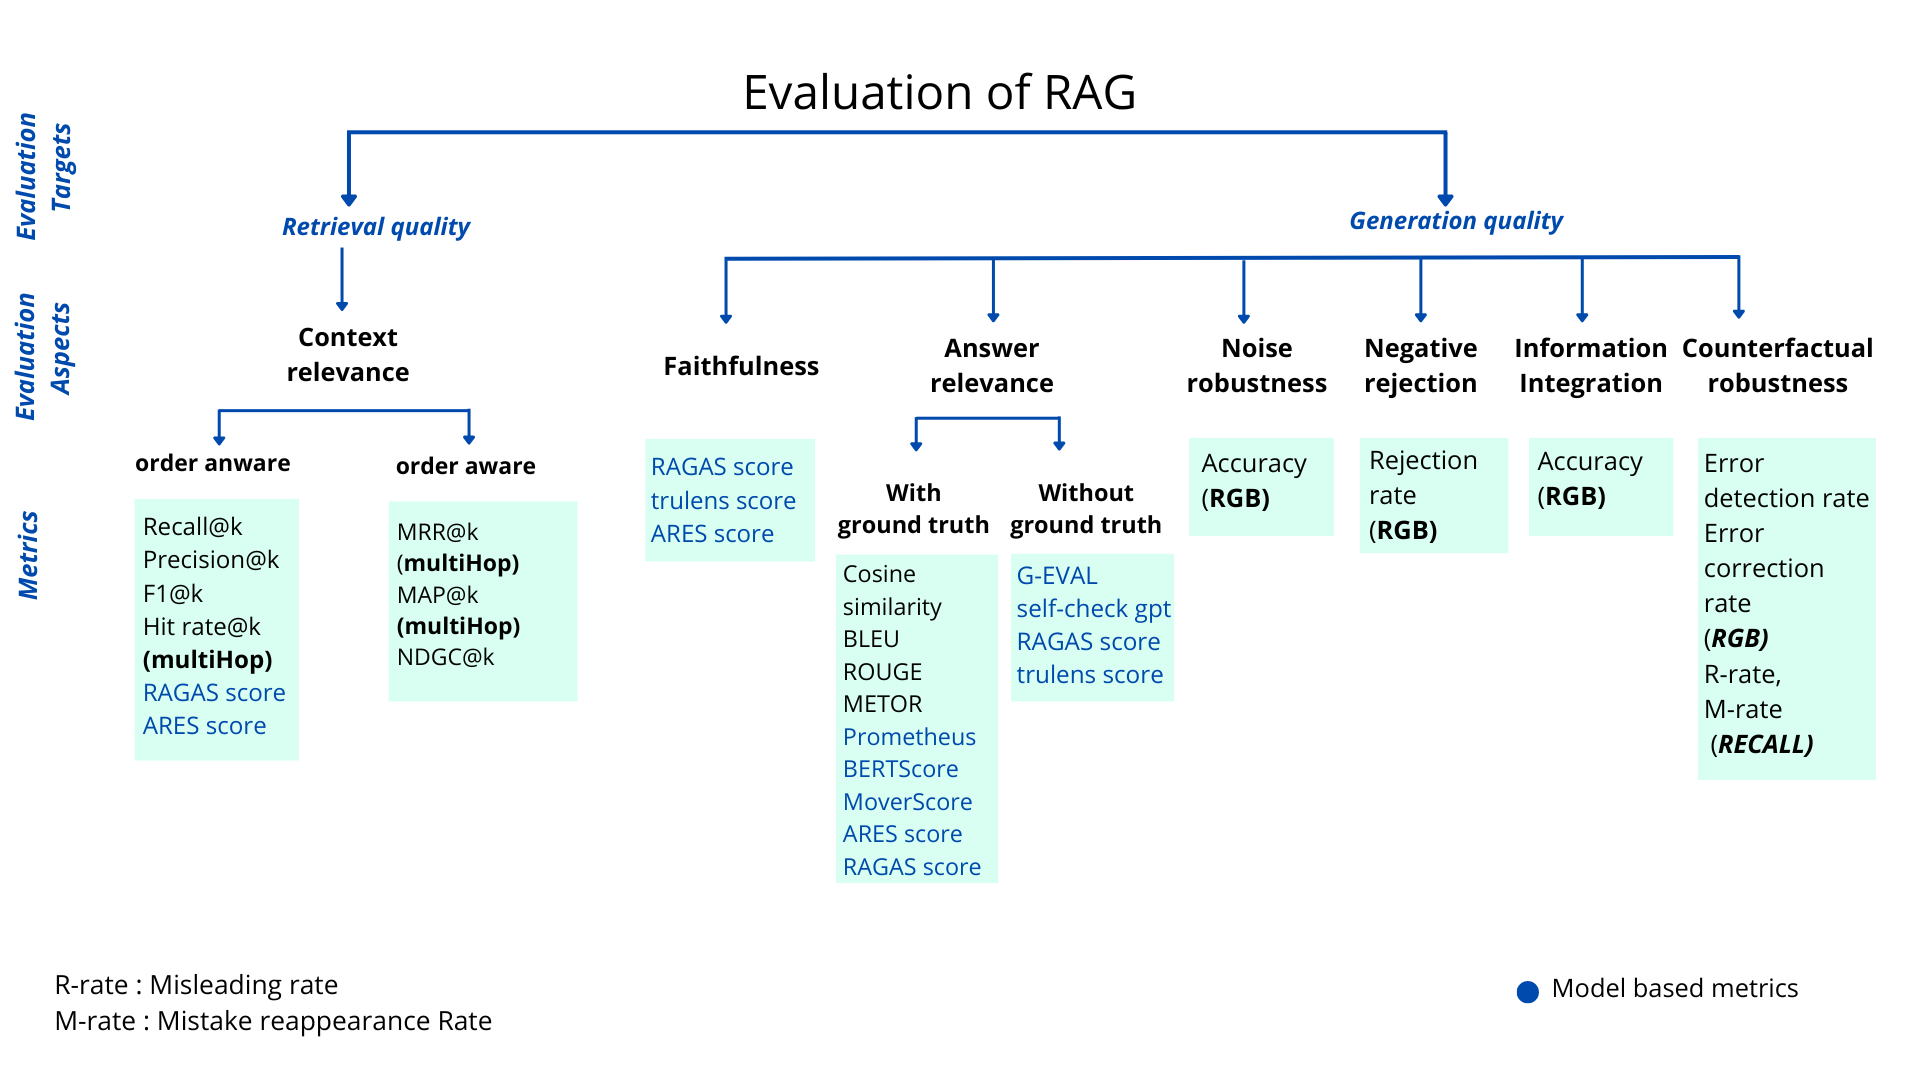 Evaluation of RAG
Evaluation
Targets
Retrieval quality
Generation quality
Evaluation
Aspects
Context
relevance
Faithfulness
Answer
relevance
Noise
robustness
Negative
rejection
Information
Integration
Counterfactual
robustness
Metrics
order anware
Recall@k
Precision@k
F1@k
Hit rate@k
(multiHop)
RAGAS score
ARES score
order aware
MRR@k
(multiHop)
MAP@k
(multiHop)
NDGC@k
RAGAS score
trulens score
ARES score
With
ground truth
Cosine
similarity
BLEU
ROUGE
METOR
Prometheus
BERTScore
MoverScore
ARES score
RAGAS score
Without
ground truth
G-EVAL
self-check gpt
RAGAS score
trulens score
Accuracy
(RGB)
Rejection
rate
(RGB)
Accuracy
(RGB)
Error
detection rate
Error
correction
rate
(RGB)
R-rate,
M-rate
(RECALL)
R-rate : Misleading rate
M-rate : Mistake reappearance Rate
Model based metrics